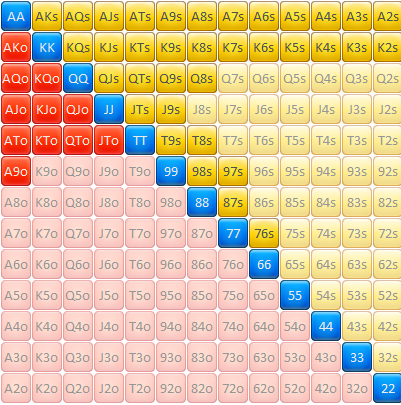 AA AKs AQs AJs ATs A9s A8s A7s A6s A5s A4s A3s A2s
AKo KK KQs KJs KTs K9s K8s K7s K6s K5s K4s K3s K2s
AQo KQo QQ QJs QTs Q9s Q8s Q7s Q6s Q5s Q4s Q3s Q2s
AJo KJo QJo JJ JTs J9s J8s J7s J6s J5s J4s J3s J2s
ATo KTo QTo JTo TT T9s T8s T7s T6s T5s T4s T3s T2s
A9o K9o Q9o J9o T9o 99 98s 97s 96s 95s 94s 93s 92s
A8o K8o Q8o J8o T8o 98o 88 87s 86s 85s 84s 83s 82s
A7o K7o Q7o J7o T7o 97o 87o 77 76s 75s 74s 73s 72s
A6o K6o Q6o J6o T6o 96o 86o 76o 66 65s 64s 63s 62s
A5o K5o Q5o J5o T5o 95o 85o 75o 65o 55 54s 53s 52s
A4o K4o Q4o J4o T4o 94o 84o 74o 64o 54o 44 43s 42s
A3o K3o Q3o J3o T3o 93o 83o 73o 63o 53o 43o 33 32s
A2o K2o Q2o J2o T2o 92o 82o 72o 62o 52o 42o 32o 22